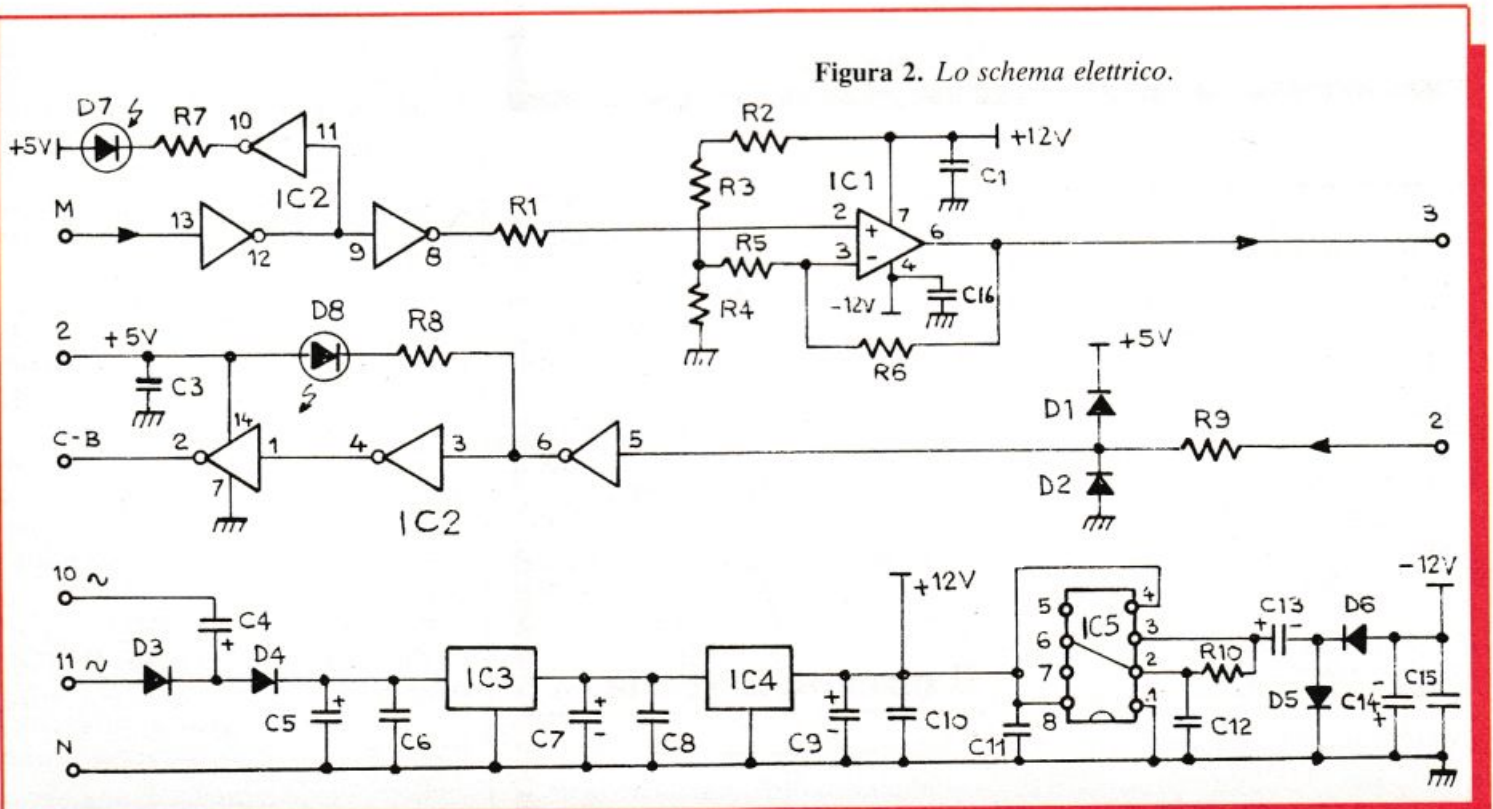 Figura 2. Lo schema elettrico.
D7 R7 10 11
+5V
IC2
M 13 12 9 8 R1
R2
+12V
R3 C1
IC1
2 + 7
R5 3 - 6
4
R4 -12V C16
R6
3
2 +5V D8 R8
C3
14
C-B 2 1 4 3 6 5
7
IC2
+5V
D1
R9 2
D2
10 ~
C4
+
11 ~ D3 D4
IC3 IC4
+ C5 C6 + C7 - C8 + C9 - C10
+12V
C11
5 4
6 IC5 3
7 2
8 1
R10
C12
C13
+ -
D6
-12V
D5 C14 - + C15
N